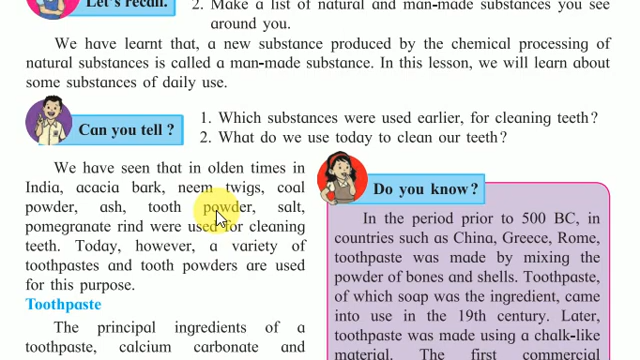 Let's recall.
2. Make a list of natural and man-made substances you see
around you.
We have learnt that, a new substance produced by the chemical processing of
natural substances is called a man-made substance. In this lesson, we will learn about
some substances of daily use.
Can you tell ?
1. Which substances were used earlier, for cleaning teeth?
2. What do we use today to clean our teeth?
We have seen that in olden times in
India, acacia bark, neem twigs, coal
powder, ash, tooth powder, salt,
pomegranate rind were used for cleaning
teeth. Today, however, a variety of
toothpastes and tooth powders are used
for this purpose.
Toothpaste
The principal ingredients of a
toothpaste, calcium carbonate and
Do you know?
In the period prior to 500 BC, in
countries such as China, Greece, Rome,
toothpaste was made by mixing the
powder of bones and shells. Toothpaste,
of which soap was the ingredient, came
into use in the 19th century. Later,
toothpaste was made using a chalk-like
material. The first commercial